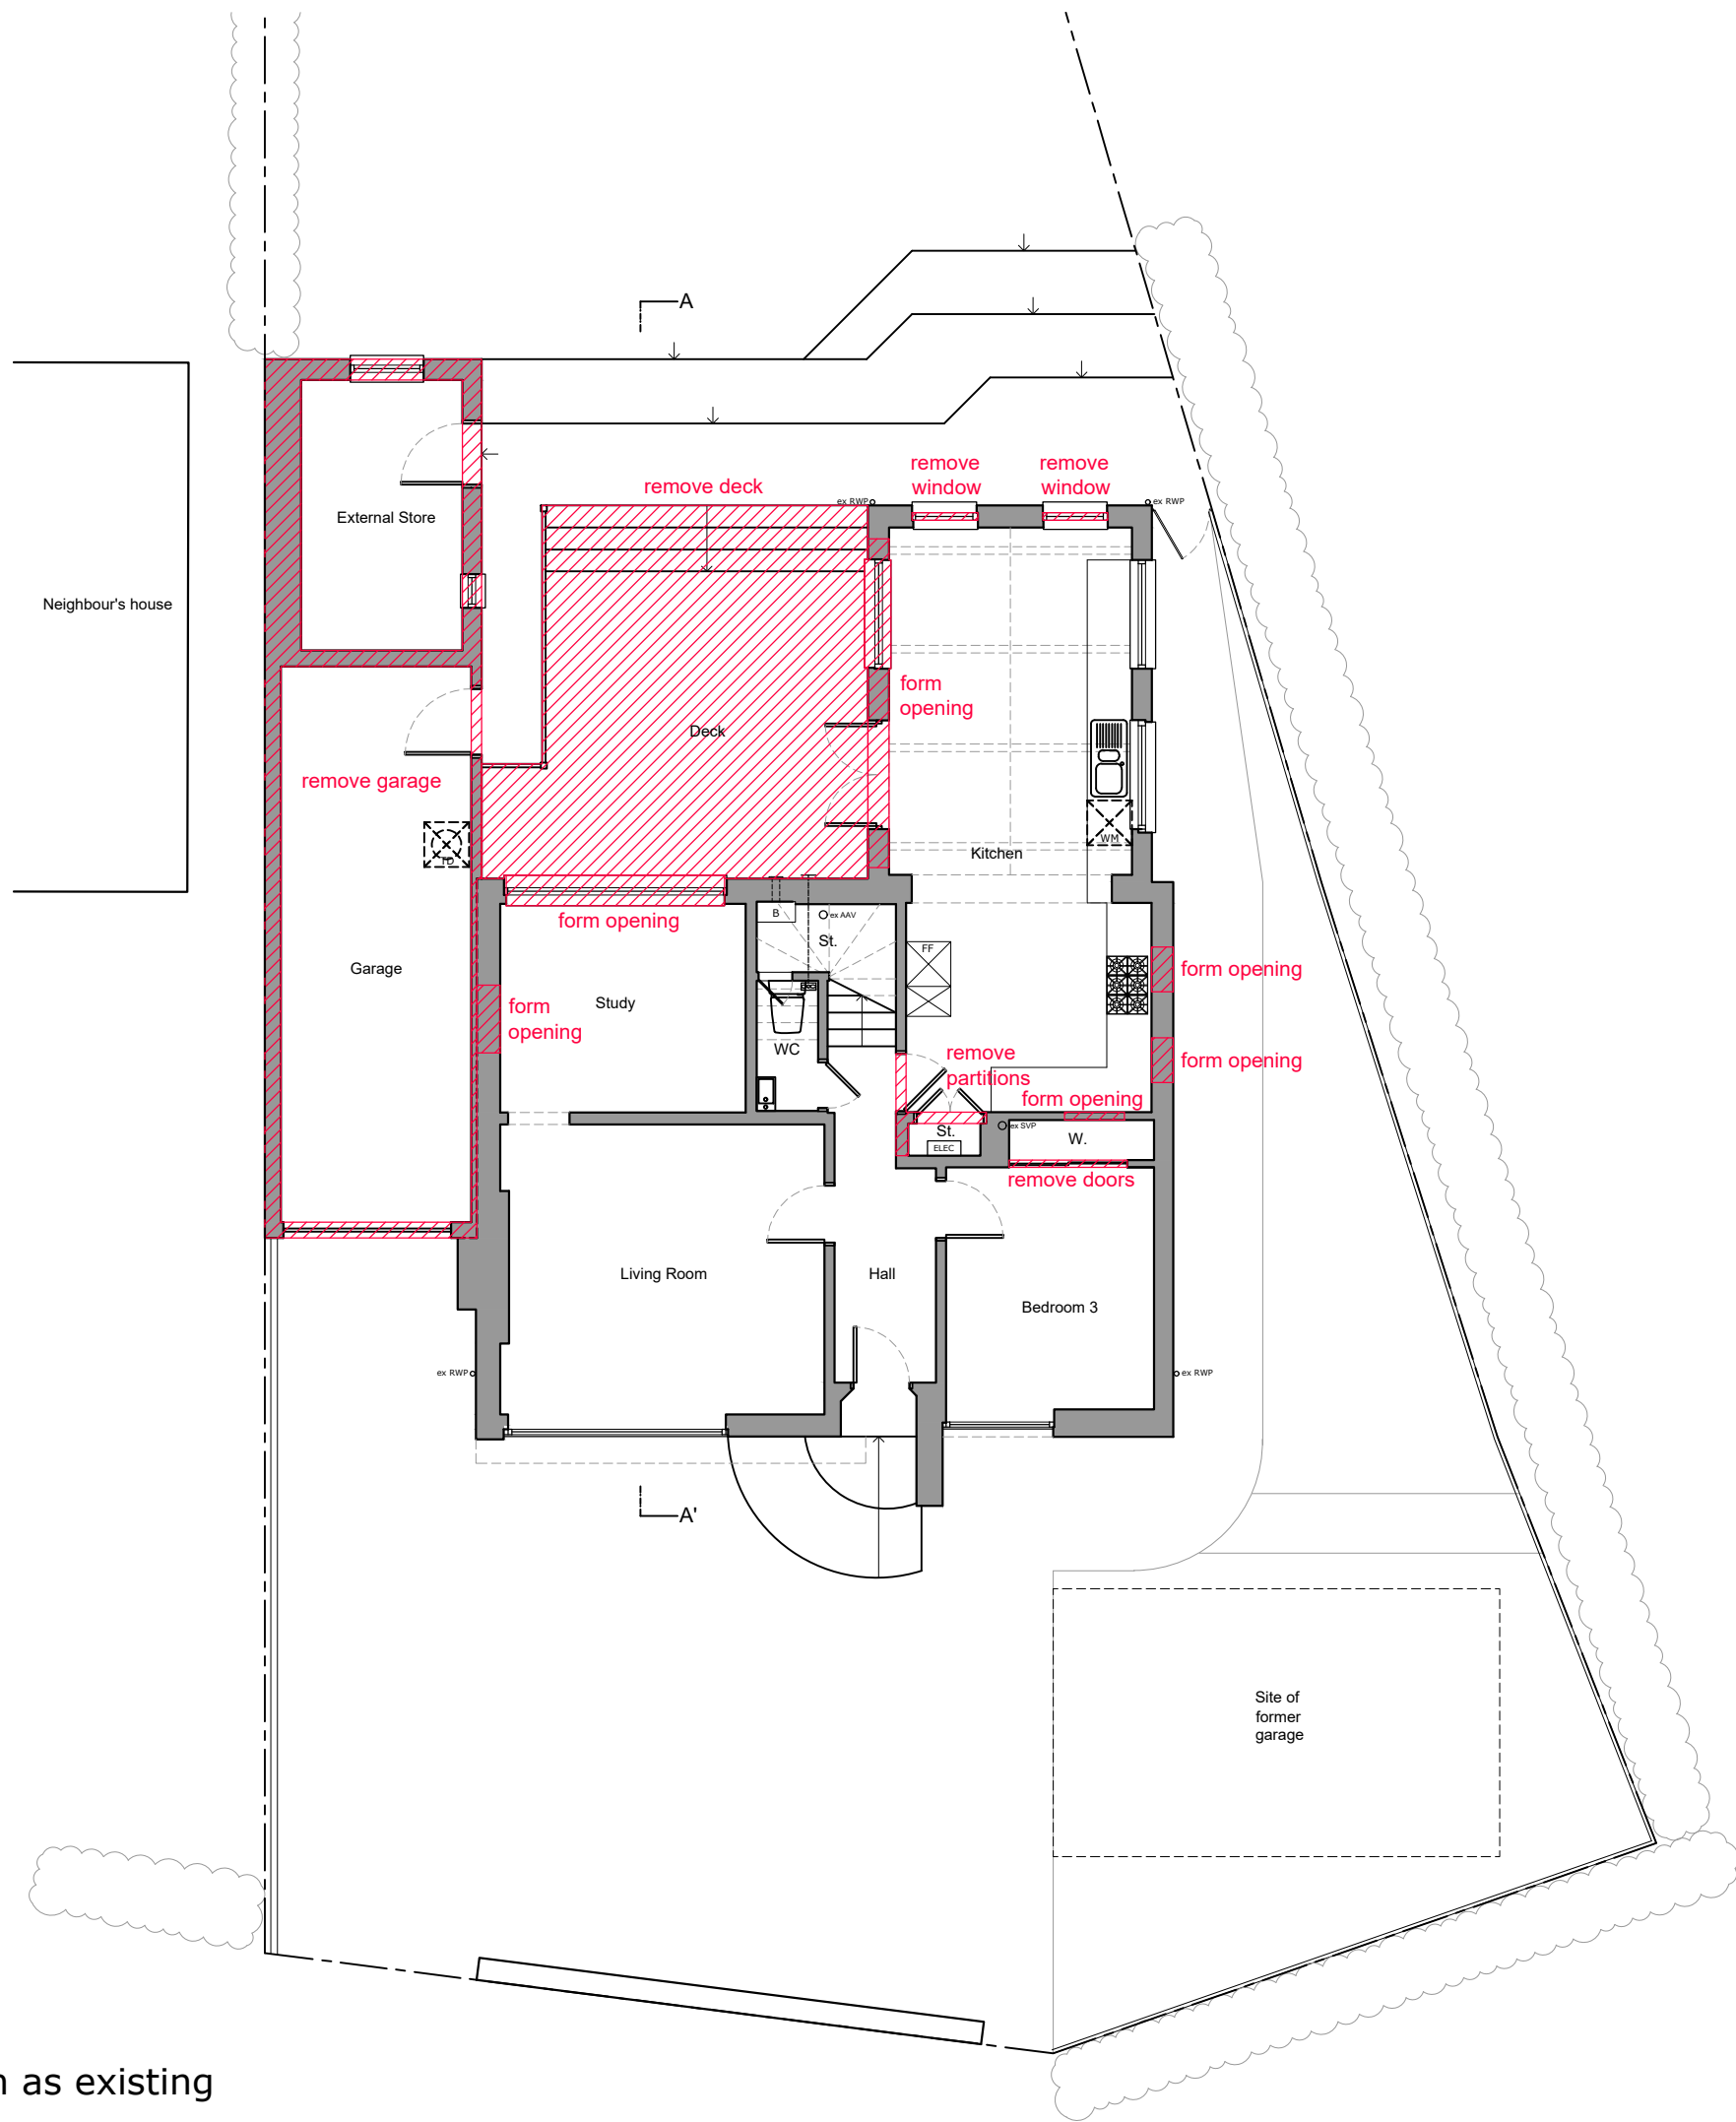 A
remove
window
remove
window
remove deck
ex RWP
ex RWP
External Store
Neighbour's house
form
opening
Deck
remove garage
WM
Kitchen
TD
form opening
B
ex AAV
St.
FF
Garage
form opening
Study
form
opening
WC
remove
partitions
form opening
form opening
St.
ex SVP
W.
ELEC
remove doors
Living Room
Hall
Bedroom 3
ex RWP
ex RWP
A'
Site of
former
garage
as existing